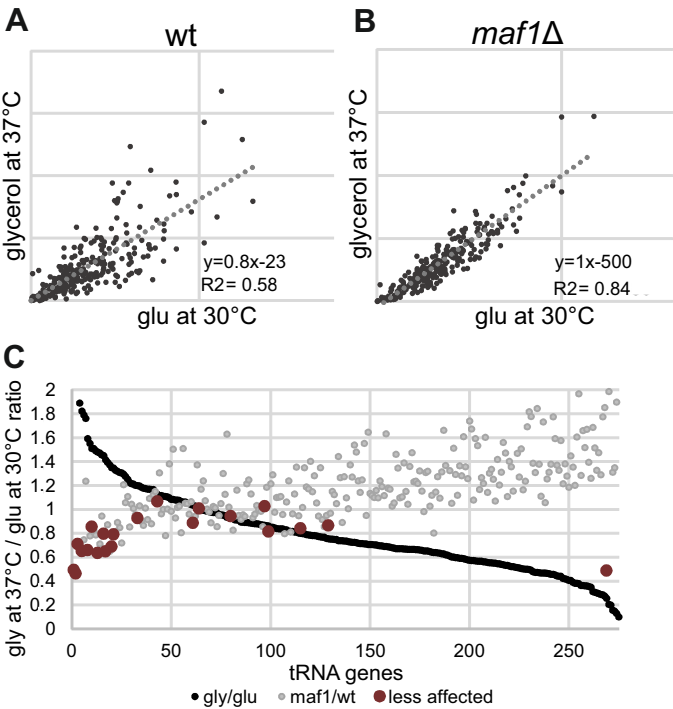 A
wt
glycerol at 37°C
y=0.8x-23
R2= 0.58
glu at 30°C
B
maf1Δ
glycerol at 37°C
y=1x-500
R2= 0.84
glu at 30°C
C
gly at 37°C / glu at 30°C ratio
2
1.8
1.6
1.4
1.2
1
0.8
0.6
0.4
0.2
0
0 50 100 150 200 250
tRNA genes
gly/glu maf1/wt less affected